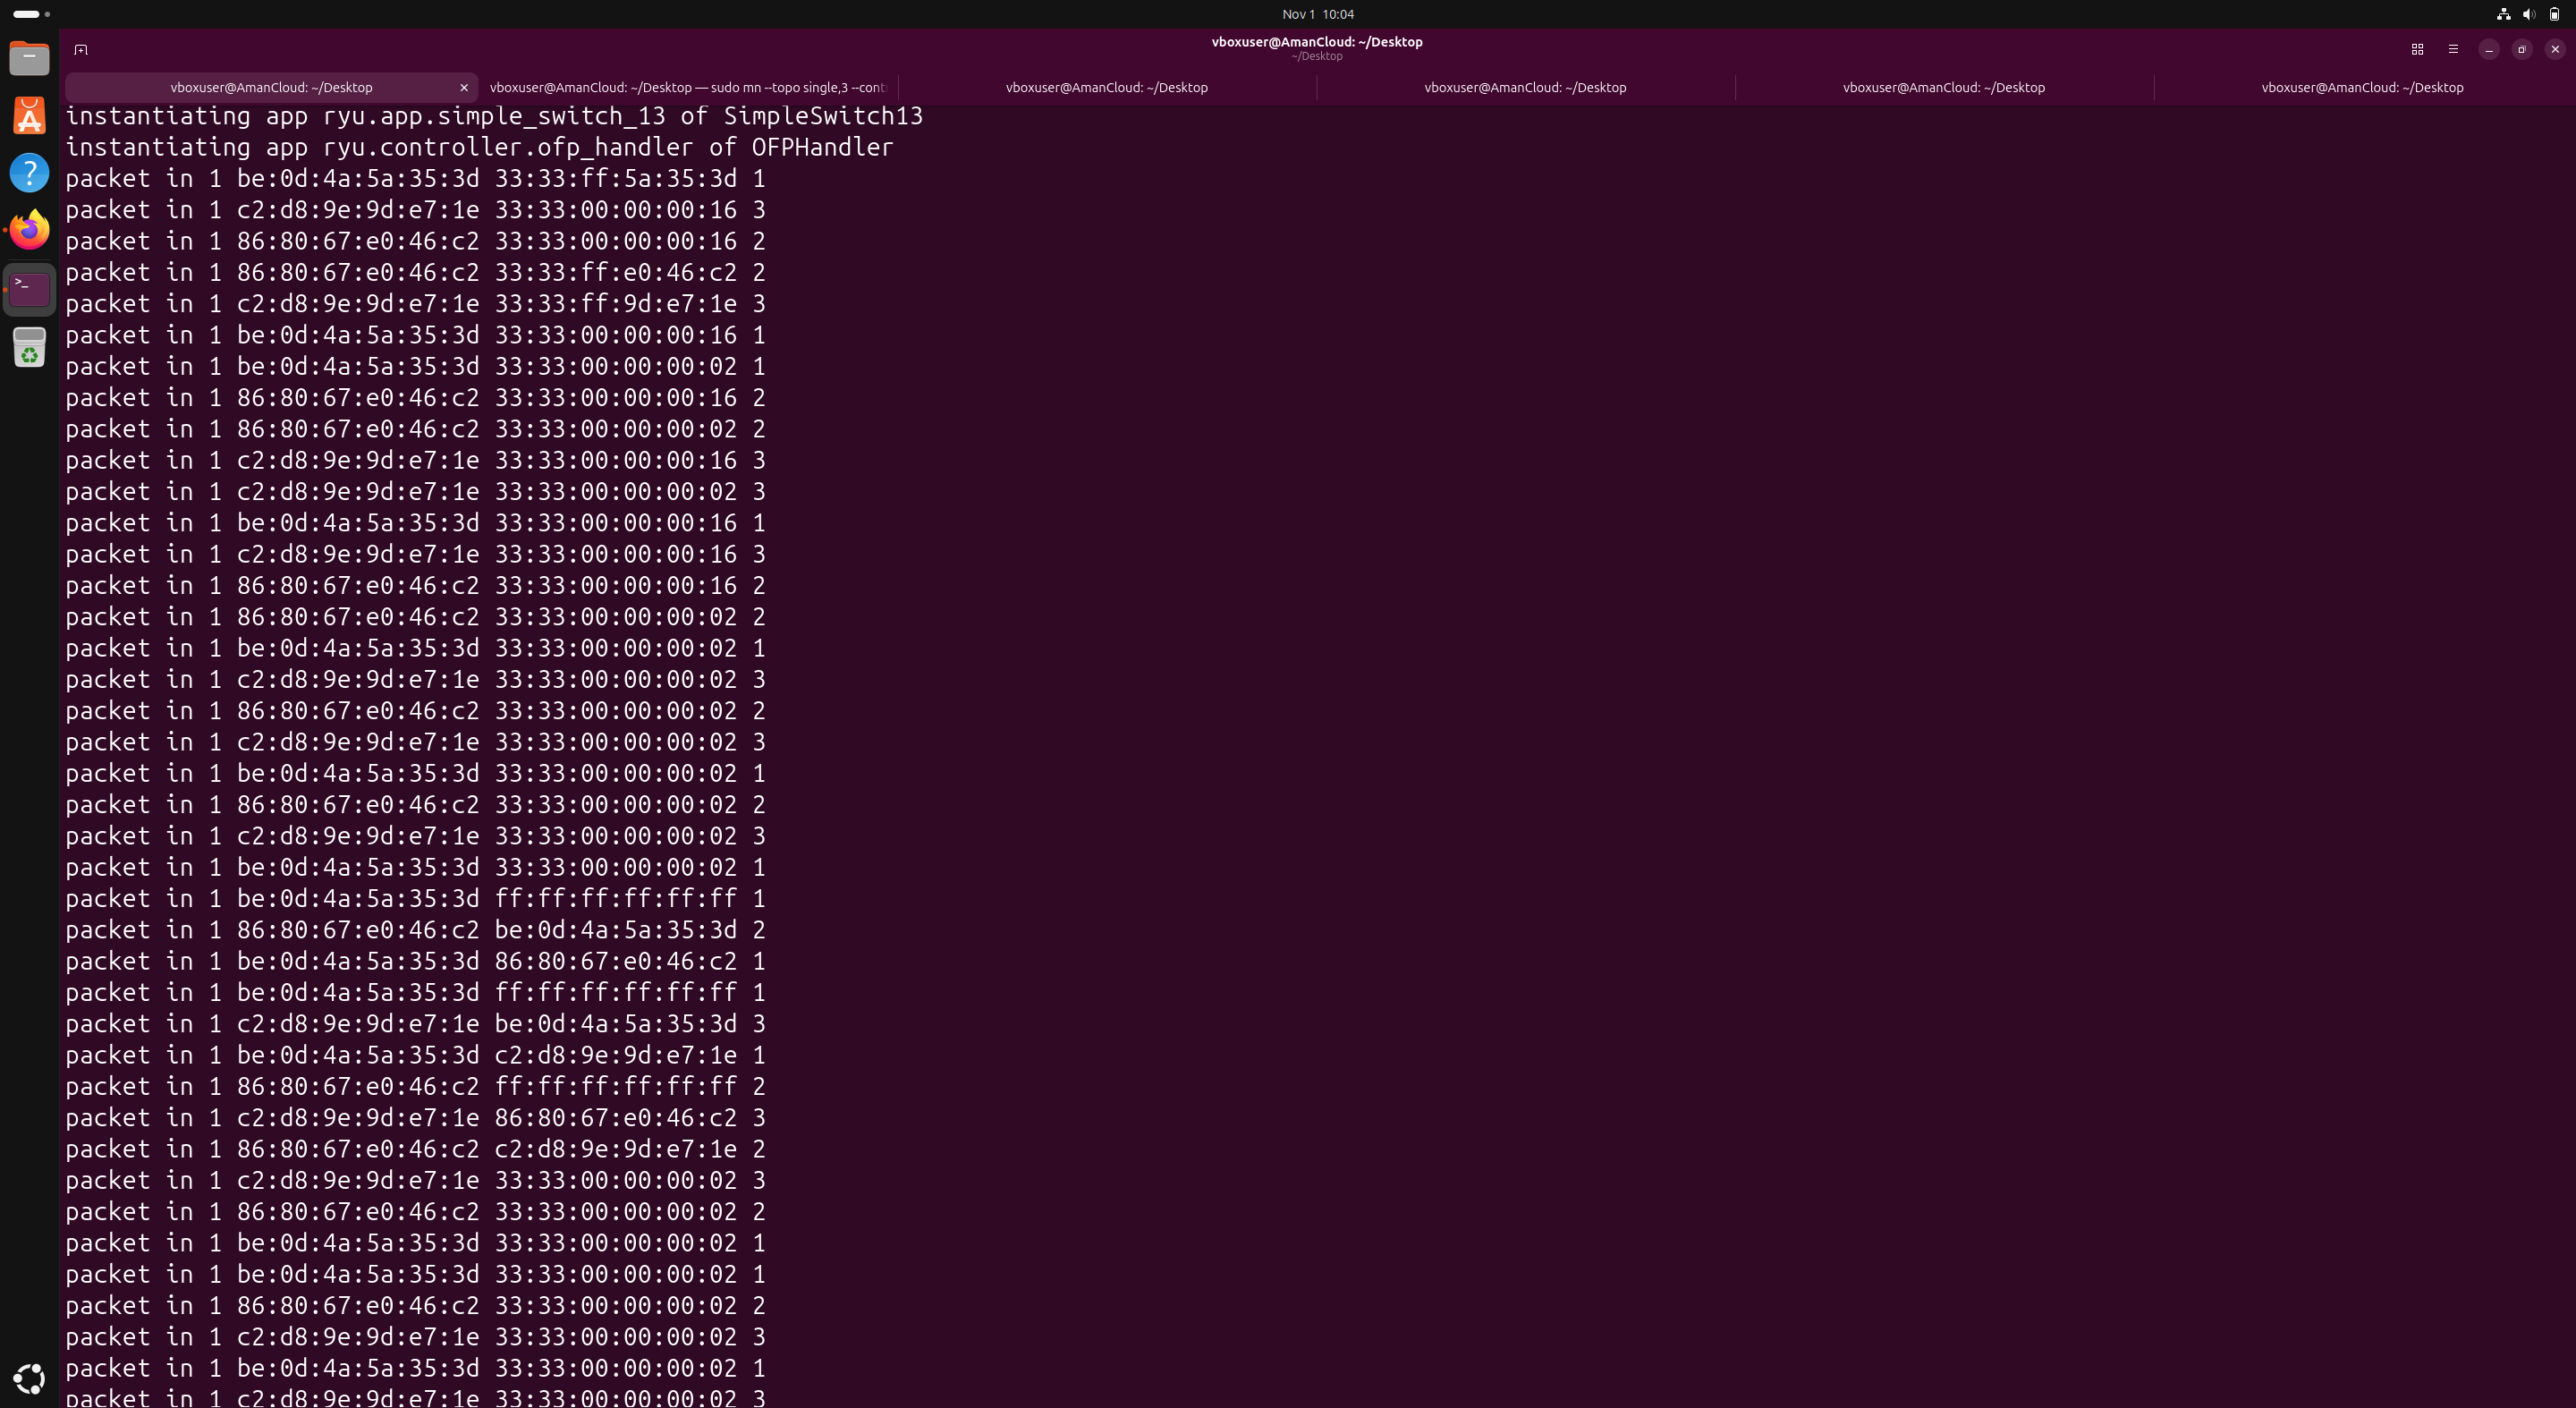 Nov 1 10:04
vboxuser@AmanCloud: ~/Desktop
~/Desktop
vboxuser@AmanCloud: ~/Desktop
vboxuser@AmanCloud: ~/Desktop — sudo mn --topo single,3 --cont
vboxuser@AmanCloud: ~/Desktop
vboxuser@AmanCloud: ~/Desktop
vboxuser@AmanCloud: ~/Desktop
vboxuser@AmanCloud: ~/Desktop
instantiating app ryu.app.simple_switch_13 of SimpleSwitch13
instantiating app ryu.controller.ofp_handler of OFPHandler
packet in 1 be:0d:4a:5a:35:3d 33:33:ff:5a:35:3d 1
packet in 1 c2:d8:9e:9d:e7:1e 33:33:00:00:00:16 3
packet in 1 86:80:67:e0:46:c2 33:33:00:00:00:16 2
packet in 1 86:80:67:e0:46:c2 33:33:ff:e0:46:c2 2
packet in 1 c2:d8:9e:9d:e7:1e 33:33:ff:9d:e7:1e 3
packet in 1 be:0d:4a:5a:35:3d 33:33:00:00:00:16 1
packet in 1 be:0d:4a:5a:35:3d 33:33:00:00:00:02 1
packet in 1 86:80:67:e0:46:c2 33:33:00:00:00:16 2
packet in 1 86:80:67:e0:46:c2 33:33:00:00:00:02 2
packet in 1 c2:d8:9e:9d:e7:1e 33:33:00:00:00:16 3
packet in 1 c2:d8:9e:9d:e7:1e 33:33:00:00:00:02 3
packet in 1 be:0d:4a:5a:35:3d 33:33:00:00:00:16 1
packet in 1 c2:d8:9e:9d:e7:1e 33:33:00:00:00:16 3
packet in 1 86:80:67:e0:46:c2 33:33:00:00:00:16 2
packet in 1 86:80:67:e0:46:c2 33:33:00:00:00:02 2
packet in 1 be:0d:4a:5a:35:3d 33:33:00:00:00:02 1
packet in 1 c2:d8:9e:9d:e7:1e 33:33:00:00:00:02 3
packet in 1 86:80:67:e0:46:c2 33:33:00:00:00:02 2
packet in 1 c2:d8:9e:9d:e7:1e 33:33:00:00:00:02 3
packet in 1 be:0d:4a:5a:35:3d 33:33:00:00:00:02 1
packet in 1 86:80:67:e0:46:c2 33:33:00:00:00:02 2
packet in 1 c2:d8:9e:9d:e7:1e 33:33:00:00:00:02 3
packet in 1 be:0d:4a:5a:35:3d 33:33:00:00:00:02 1
packet in 1 be:0d:4a:5a:35:3d ff:ff:ff:ff:ff:ff 1
packet in 1 86:80:67:e0:46:c2 be:0d:4a:5a:35:3d 2
packet in 1 be:0d:4a:5a:35:3d 86:80:67:e0:46:c2 1
packet in 1 be:0d:4a:5a:35:3d ff:ff:ff:ff:ff:ff 1
packet in 1 c2:d8:9e:9d:e7:1e be:0d:4a:5a:35:3d 3
packet in 1 be:0d:4a:5a:35:3d c2:d8:9e:9d:e7:1e 1
packet in 1 86:80:67:e0:46:c2 ff:ff:ff:ff:ff:ff 2
packet in 1 c2:d8:9e:9d:e7:1e 86:80:67:e0:46:c2 3
packet in 1 86:80:67:e0:46:c2 c2:d8:9e:9d:e7:1e 2
packet in 1 c2:d8:9e:9d:e7:1e 33:33:00:00:00:02 3
packet in 1 86:80:67:e0:46:c2 33:33:00:00:00:02 2
packet in 1 be:0d:4a:5a:35:3d 33:33:00:00:00:02 1
packet in 1 be:0d:4a:5a:35:3d 33:33:00:00:00:02 1
packet in 1 86:80:67:e0:46:c2 33:33:00:00:00:02 2
packet in 1 c2:d8:9e:9d:e7:1e 33:33:00:00:00:02 3
packet in 1 be:0d:4a:5a:35:3d 33:33:00:00:00:02 1
packet in 1 c2:d8:9e:9d:e7:1e 33:33:00:00:00:02 3